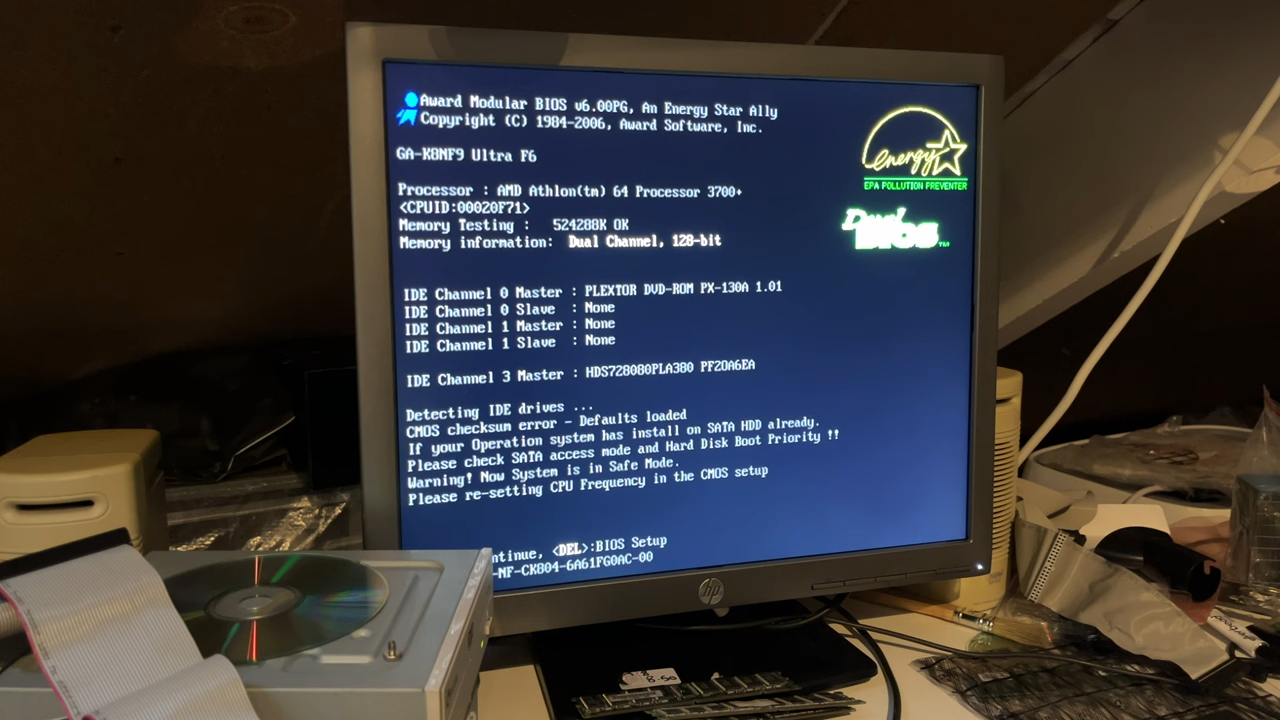 Award Modular BIOS v6.00PG, An Energy Star Ally
Copyright (C) 1984-2006, Award Software, Inc.
energy
EPA POLLUTION PREVENTER
GA-K8NF9 Ultra F6
Processor : AMD Athlon(tm) 64 Processor 3700+
<CPUID:00020F71>
Memory Testing :   524288K OK
Memory information:  Dual Channel, 128-bit
Dual
BIOS™
IDE Channel 0 Master : PLEXTOR DVD-ROM PX-130A 1.01
IDE Channel 0 Slave  : None
IDE Channel 1 Master : None
IDE Channel 1 Slave  : None
IDE Channel 3 Master : HDS728080PLA380 PF2OA6EA
Detecting IDE drives ...
CMOS checksum error - Defaults loaded
If your Operation system has install on SATA HDD already.
Please check SATA access mode and Hard Disk Boot Priority !!
Warning! Now System is in Safe Mode.
Please re-setting CPU Frequency in the CMOS setup
ntinue, <DEL>:BIOS Setup
-NF-CK804-6A61FG0AC-00
hp